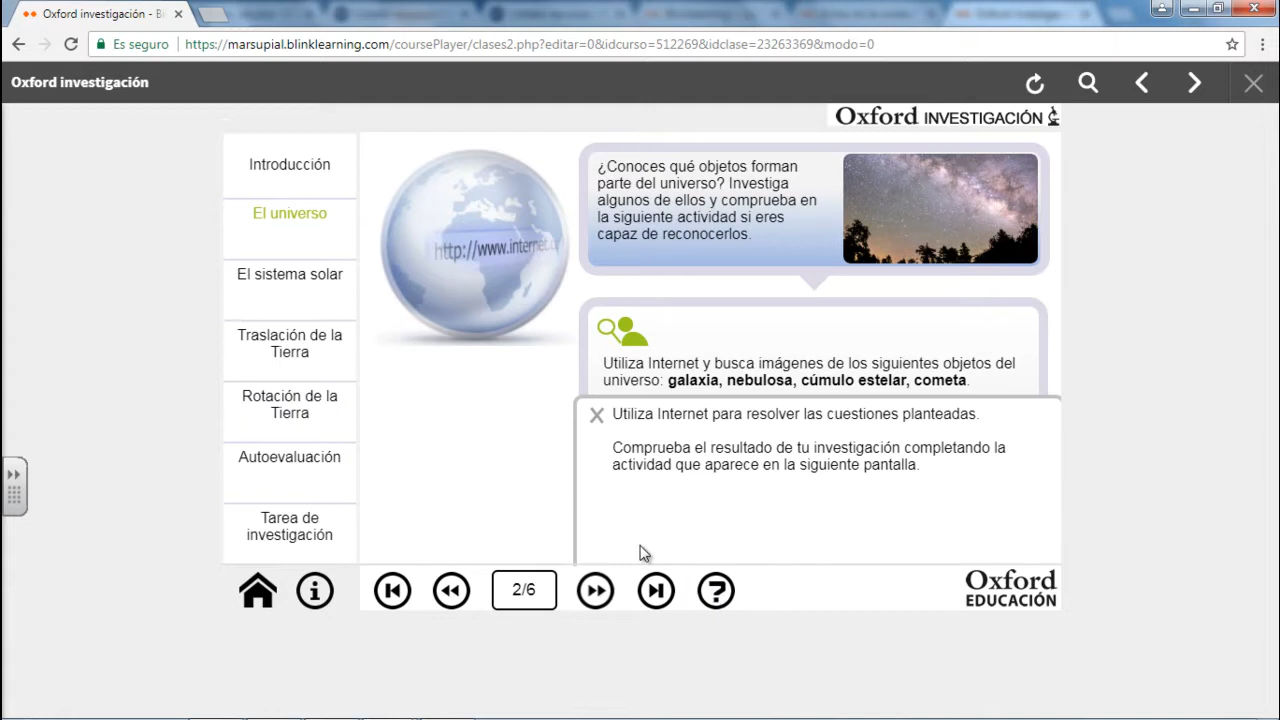 Oxford investigación - B
Es seguro
https://marsupial.blinklearning.com/coursePlayer/clases2.php?editar=0&idcurso=512269&idclase=23263369&modo=0
Oxford investigación
Oxford INVESTIGACIÓN
Introducción
El universo
El sistema solar
Traslación de la
Tierra
Rotación de la
Tierra
Autoevaluación
Tarea de
investigación
http://www.internet.c
¿Conoces qué objetos forman
parte del universo? Investiga
algunos de ellos y comprueba en
la siguiente actividad si eres
capaz de reconocerlos.
Utiliza Internet y busca imágenes de los siguientes objetos del
universo: galaxia, nebulosa, cúmulo estelar, cometa.
Utiliza Internet para resolver las cuestiones planteadas.
Comprueba el resultado de tu investigación completando la
actividad que aparece en la siguiente pantalla.
2/6
Oxford
EDUCACIÓN